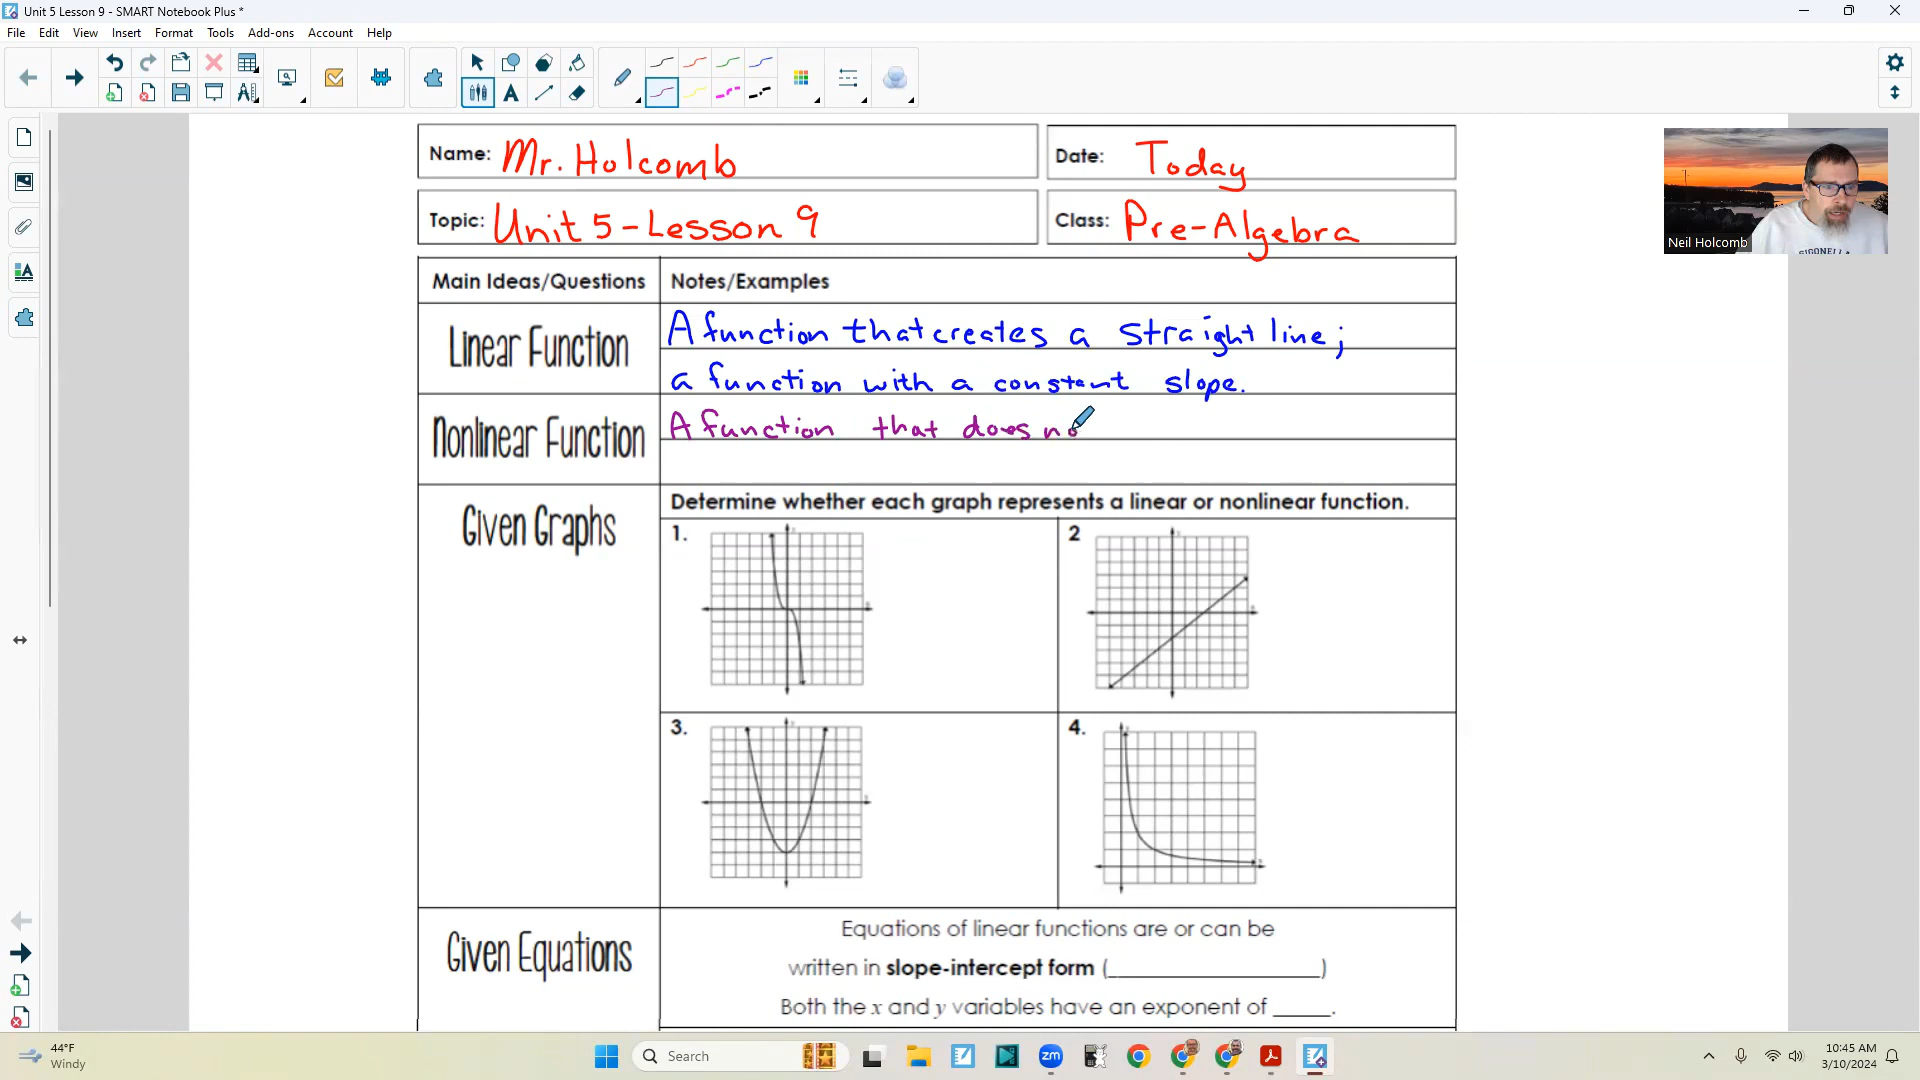 Unit 5 Lesson 9 - SMART Notebook Plus *
File Edit View Insert Format Tools Add-ons Account Help
Name: Mr. Holcomb
Date: Today
Topic: Unit 5 - Lesson 9
Class: Pre-Algebra
Neil Holcomb
Main Ideas/Questions
Notes/Examples
Linear Function
A function that creates a straight line;
a function with a constant slope.
Nonlinear Function
A function that does no
Given Graphs
Determine whether each graph represents a linear or nonlinear function.
1.
2
3.
4.
Given Equations
Equations of linear functions are or can be
written in slope-intercept form (____________________)
Both the x and y variables have an exponent of _____.
44°F
Windy
Search
10:45 AM
3/10/2024